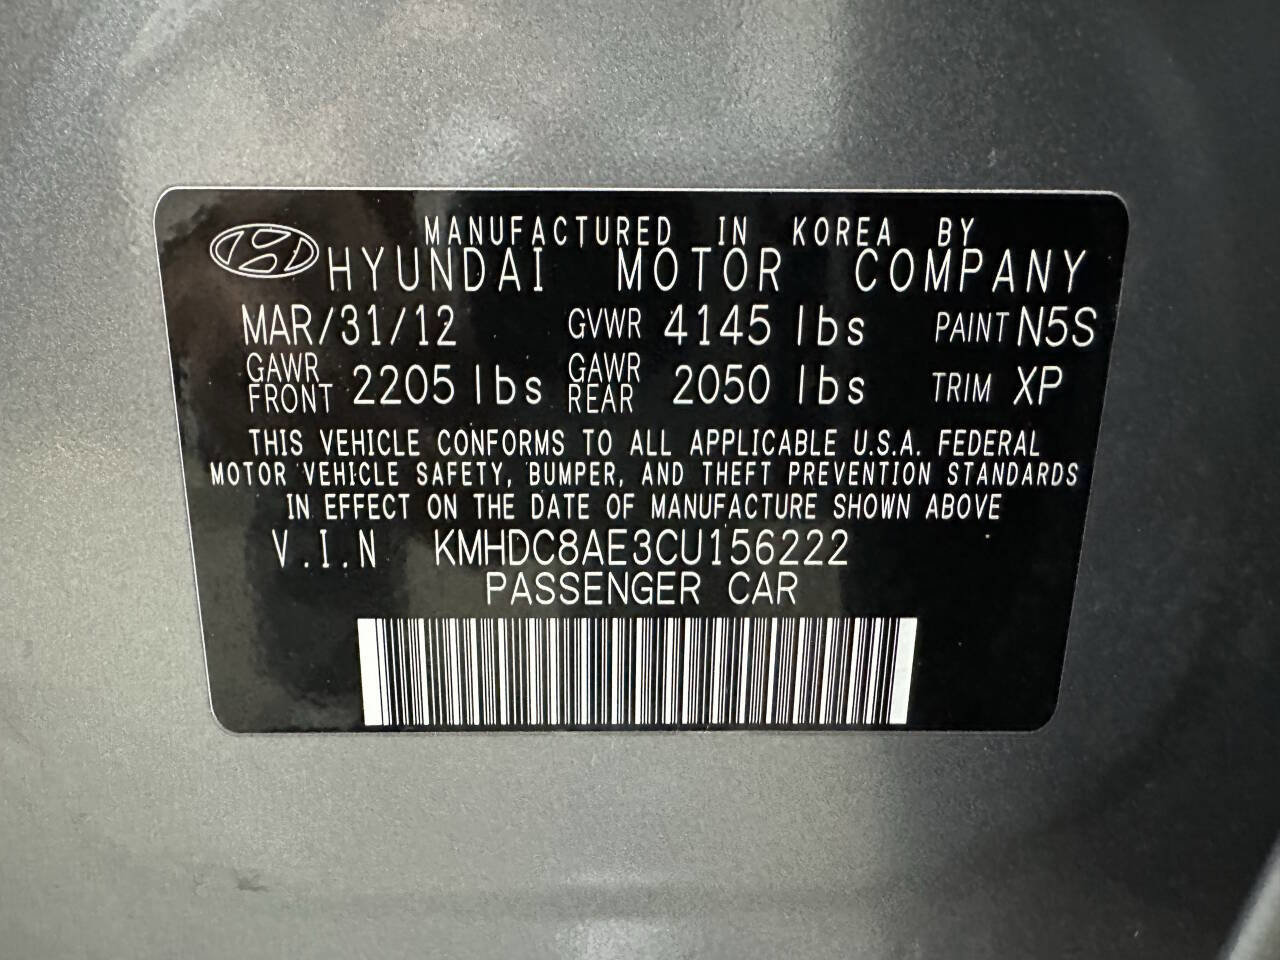 MANUFACTURED IN KOREA BY
HYUNDAI MOTOR COMPANY
MAR/31/12 GVWR 4145 lbs PAINT N5S
GAWR FRONT 2205 lbs GAWR REAR 2050 lbs TRIM XP
THIS VEHICLE CONFORMS TO ALL APPLICABLE U.S.A. FEDERAL
MOTOR VEHICLE SAFETY, BUMPER, AND THEFT PREVENTION STANDARDS
IN EFFECT ON THE DATE OF MANUFACTURE SHOWN ABOVE
V.I.N KMHDC8AE3CU156222
PASSENGER CAR